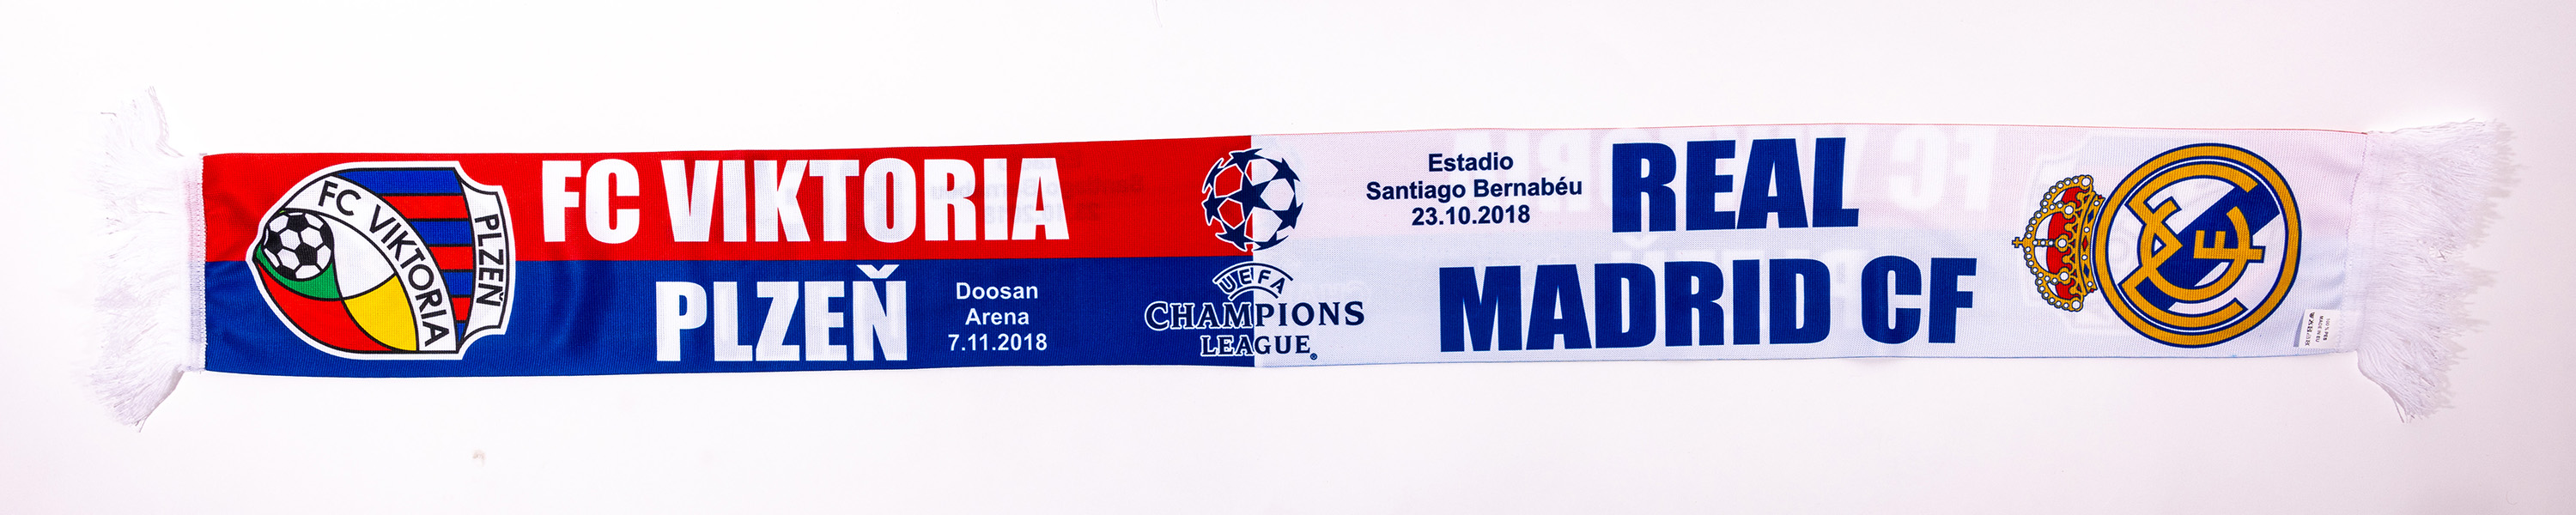 FC VIKTORIA
PLZEŇ
FC VIKTORIA
PLZEŇ
Doosan
Arena
7.11.2018
UEFA
CHAMPIONS
LEAGUE
Estadio
Santiago Bernabéu
23.10.2018
REAL
MADRID CF